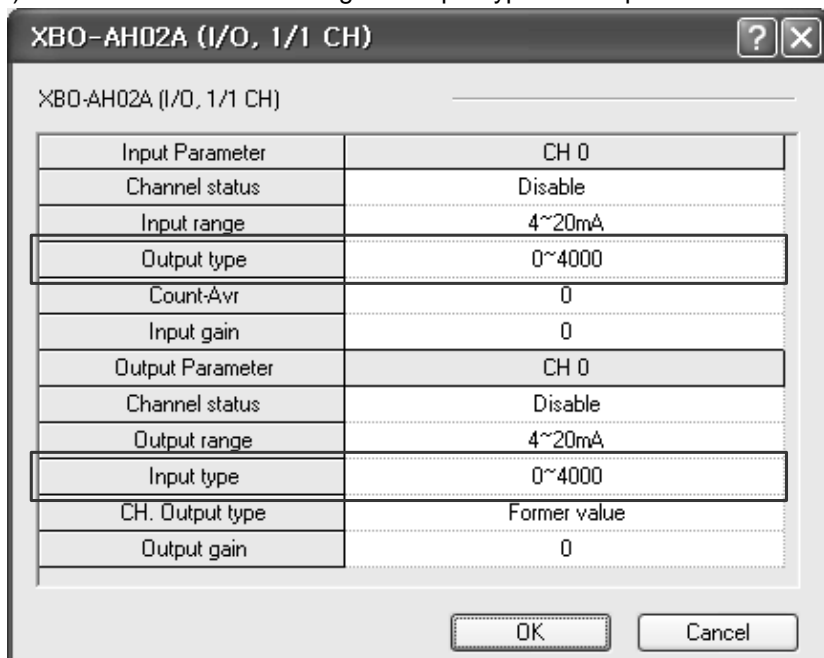 XBO-AH02A (I/O, 1/1 CH)
XBO-AH02A (I/O, 1/1 CH)
Input Parameter CH 0
Channel status Disable
Input range 4~20mA
Output type 0~4000
Count-Avr 0
Input gain 0
Output Parameter CH 0
Channel status Disable
Output range 4~20mA
Input type 0~4000
CH. Output type Former value
Output gain 0
OK Cancel